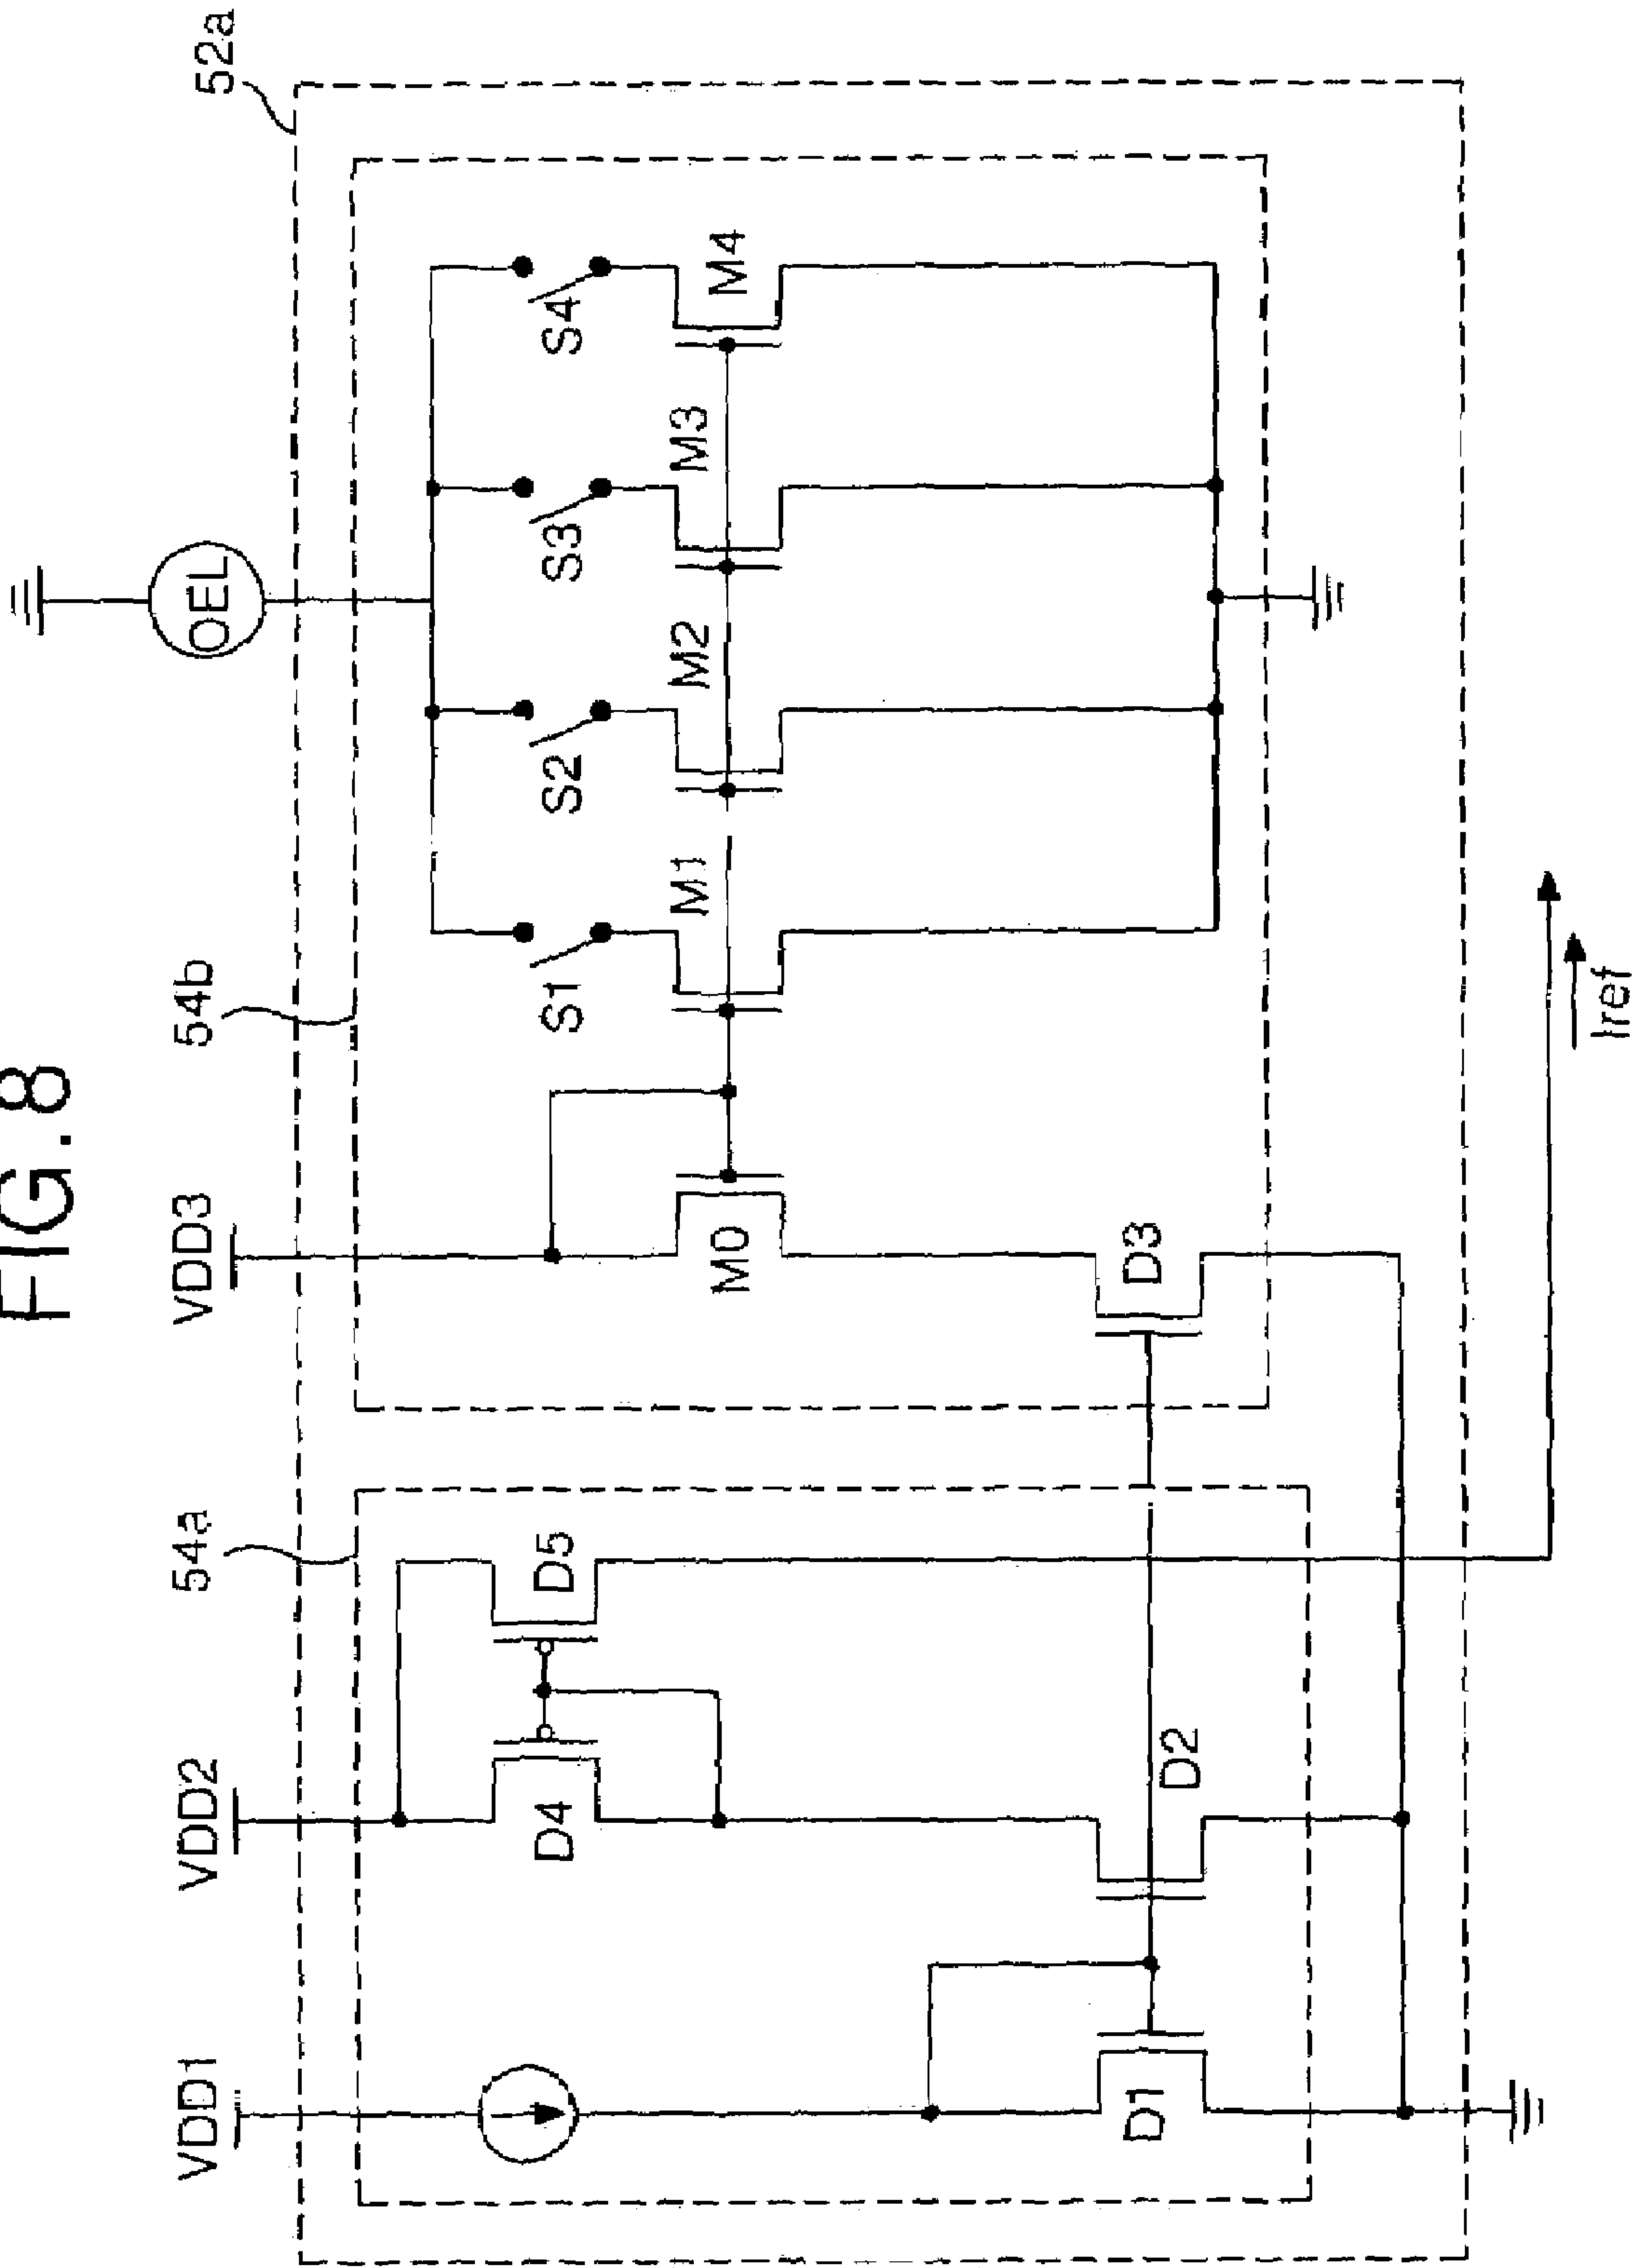 FIG.8
52a
54a
54b
VDD1
VDD2
VDD3
OEL
D4
D5
S1
S2
S3
S4
M0
M1
M2
M3
M4
D1
D2
D3
Iref